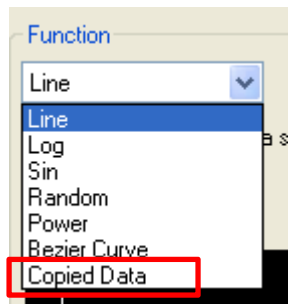 Function
Line
Line
Log
Sin
Random
Power
Bezier Curve
Copied Data